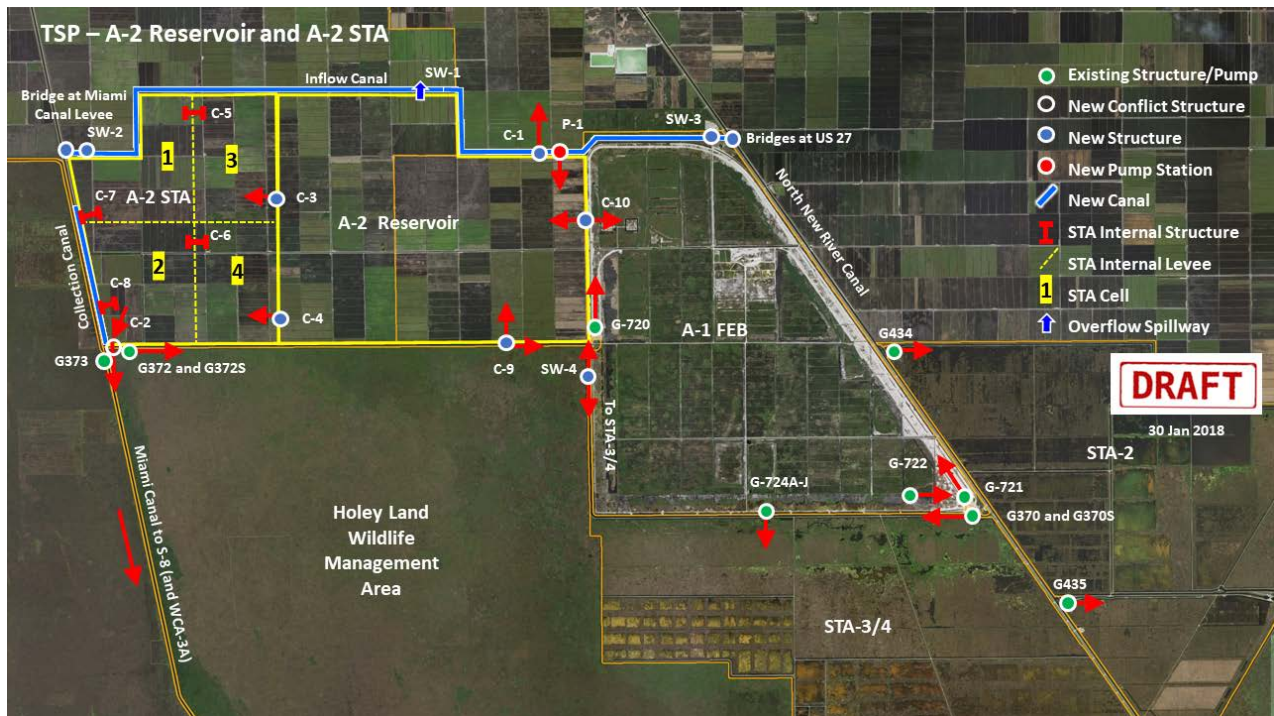 TSP – A-2 Reservoir and A-2 STA
Inflow Canal
SW-1
Bridge at Miami
Canal Levee
SW-2
C-5
1
3
C-7
A-2 STA
C-3
C-6
2
4
C-8
C-2
C-4
Collection Canal
G373
G372 and G372S
Miami Canal to S-8 (and WCA-3A)
A-2 Reservoir
C-1
P-1
SW-3
Bridges at US 27
C-10
North New River Canal
G-720
A-1 FEB
C-9
SW-4
To STA-3/4
G434
G-722
G-724A-J
G-721
G370 and G370S
STA-2
G435
STA-3/4
Holey Land
Wildlife
Management
Area
Existing Structure/Pump
New Conflict Structure
New Structure
New Pump Station
New Canal
STA Internal Structure
STA Internal Levee
1
STA Cell
Overflow Spillway
DRAFT
30 Jan 2018